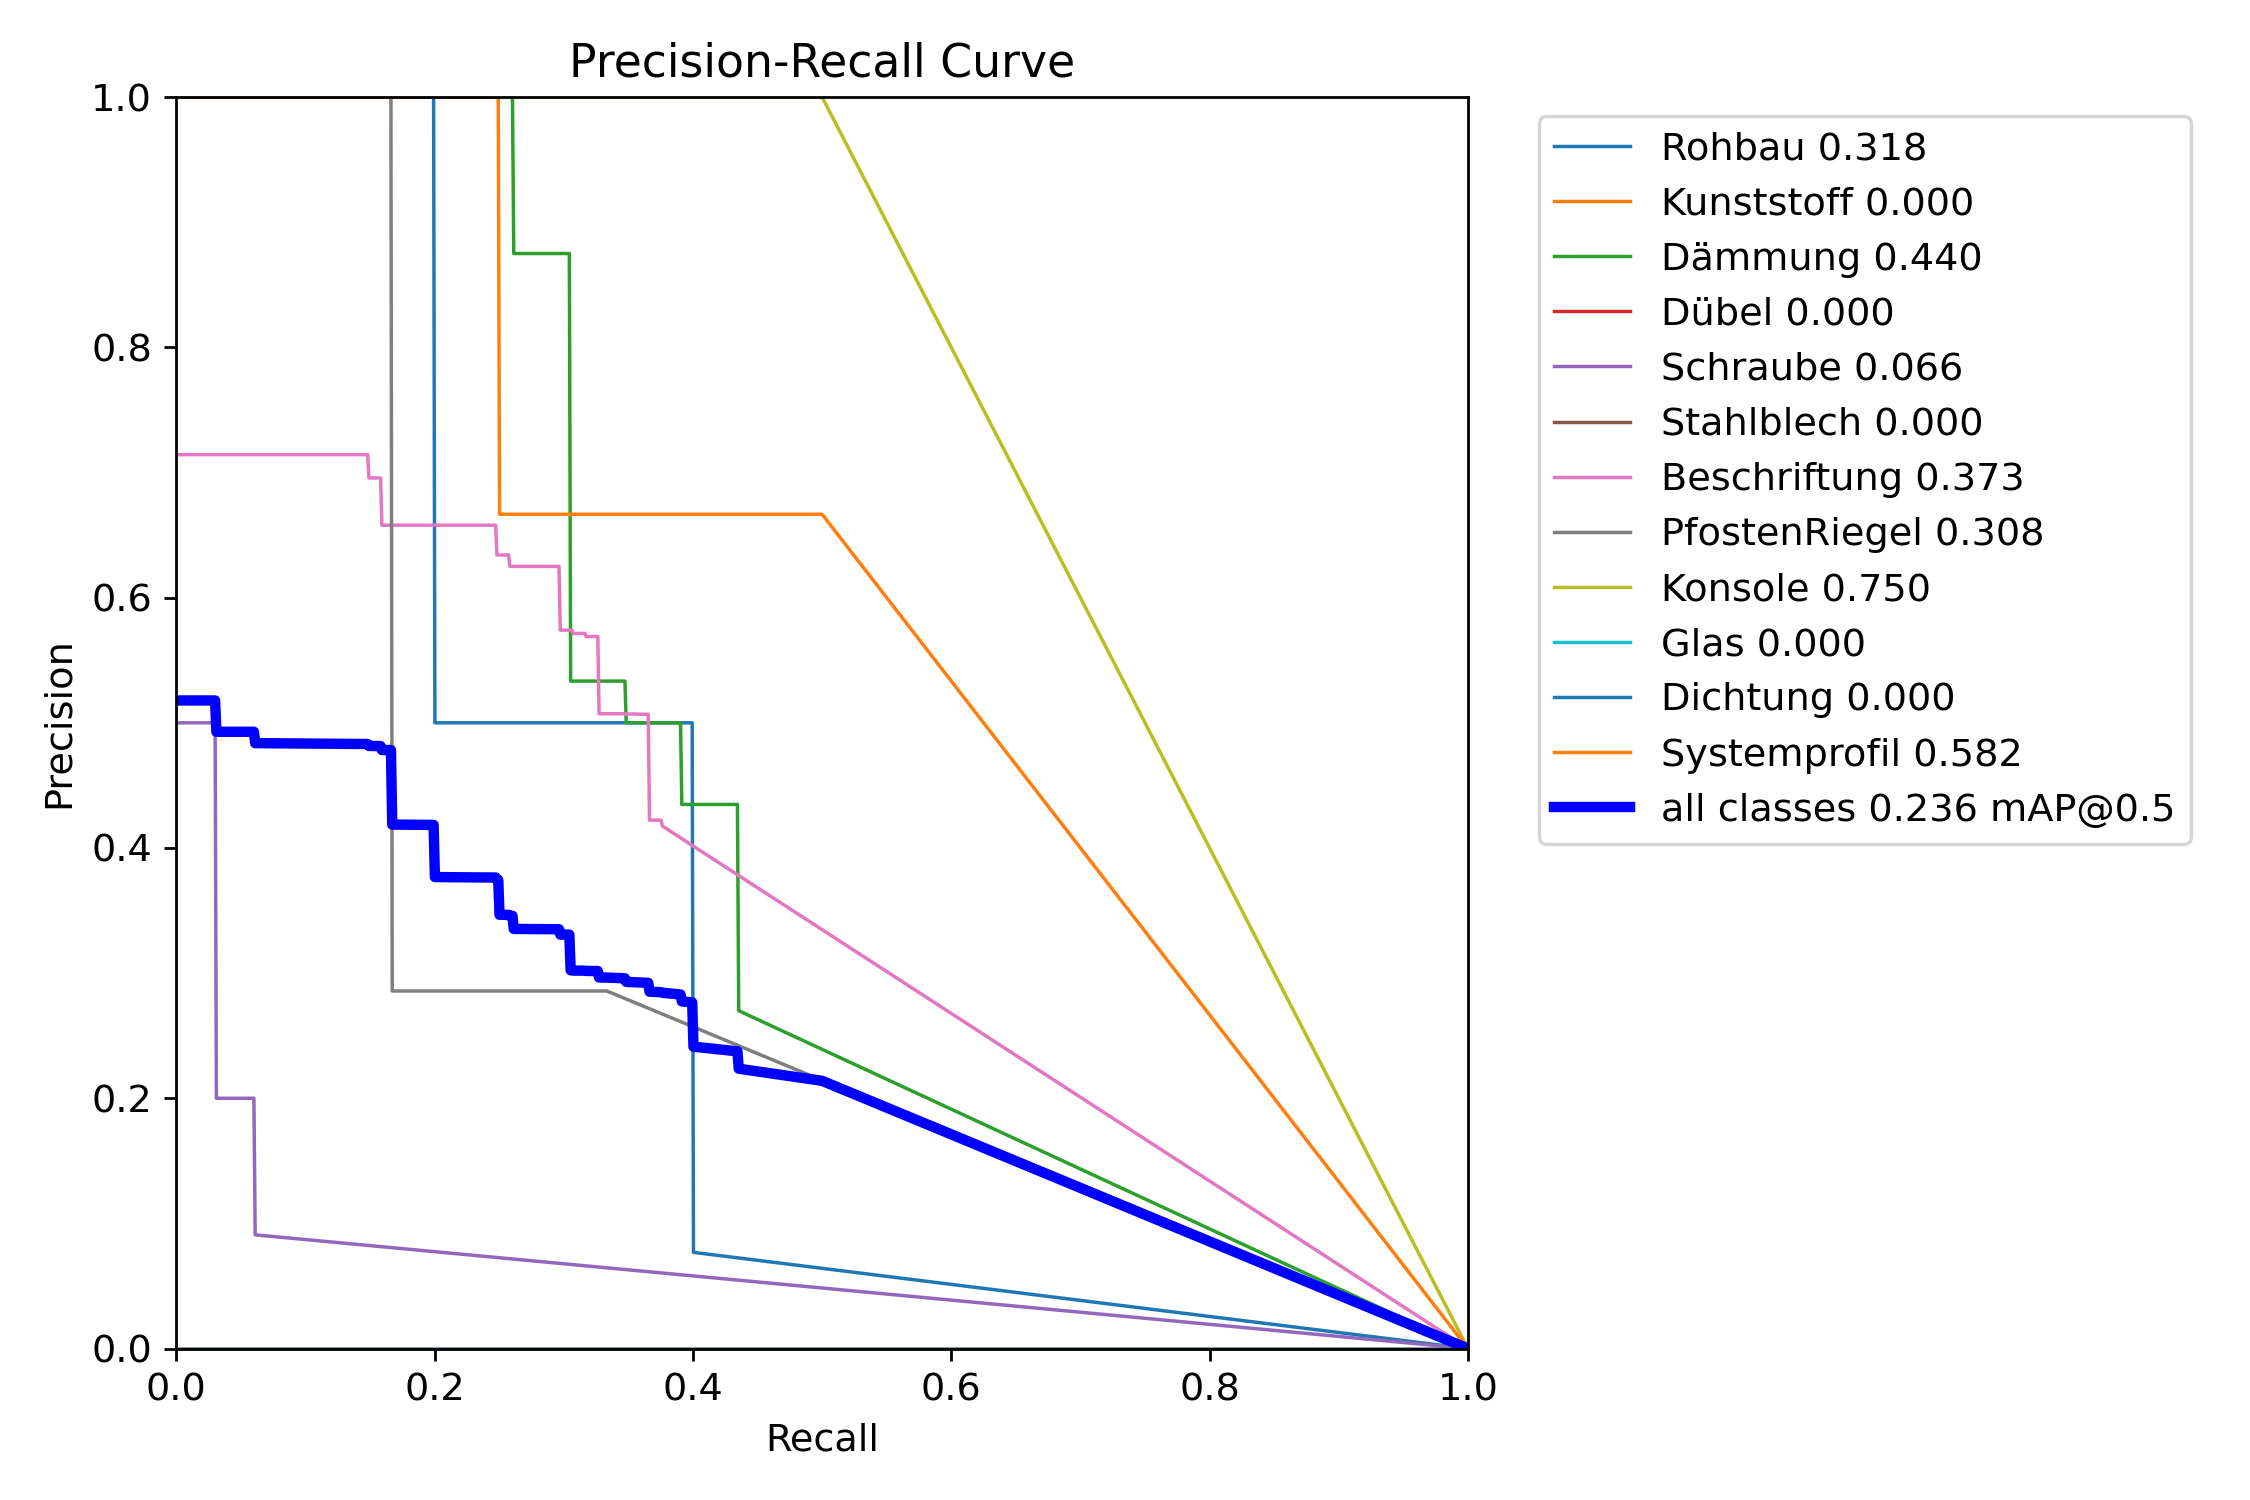 Precision-Recall Curve
1.0
0.8
0.6
0.4
0.2
0.0
Precision
0.0 0.2 0.4 0.6 0.8 1.0
Recall
Rohbau 0.318
Kunststoff 0.000
Dämmung 0.440
Dübel 0.000
Schraube 0.066
Stahlblech 0.000
Beschriftung 0.373
PfostenRiegel 0.308
Konsole 0.750
Glas 0.000
Dichtung 0.000
Systemprofil 0.582
all classes 0.236 mAP@0.5